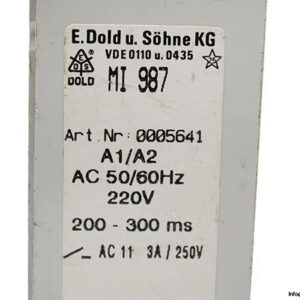 E.Dold u. Söhne KG
VDE 0110 u. 0435
E
D S
DOLD
MI 987
Art.Nr: 0005641
A1/A2
AC 50/60Hz
220V
200 - 300 ms
AC 11 3A / 250V